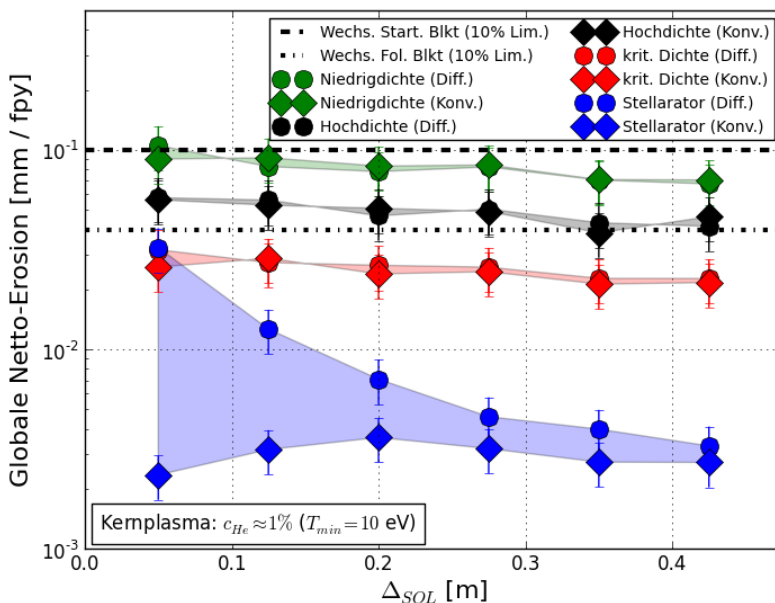 Wechs. Start. Blkt (10% Lim.)
Wechs. Fol. Blkt (10% Lim.)
Niedrigdichte (Diff.)
Niedrigdichte (Konv.)
Hochdichte (Diff.)
Hochdichte (Konv.)
krit. Dichte (Diff.)
krit. Dichte (Konv.)
Stellarator (Diff.)
Stellarator (Konv.)
Globale Netto-Erosion [mm / fpy]
10^-1
10^-2
10^-3
Kernplasma: c_He ≈1% (T_min=10 eV)
0.0 0.1 0.2 0.3 0.4
Δ_SOL [m]